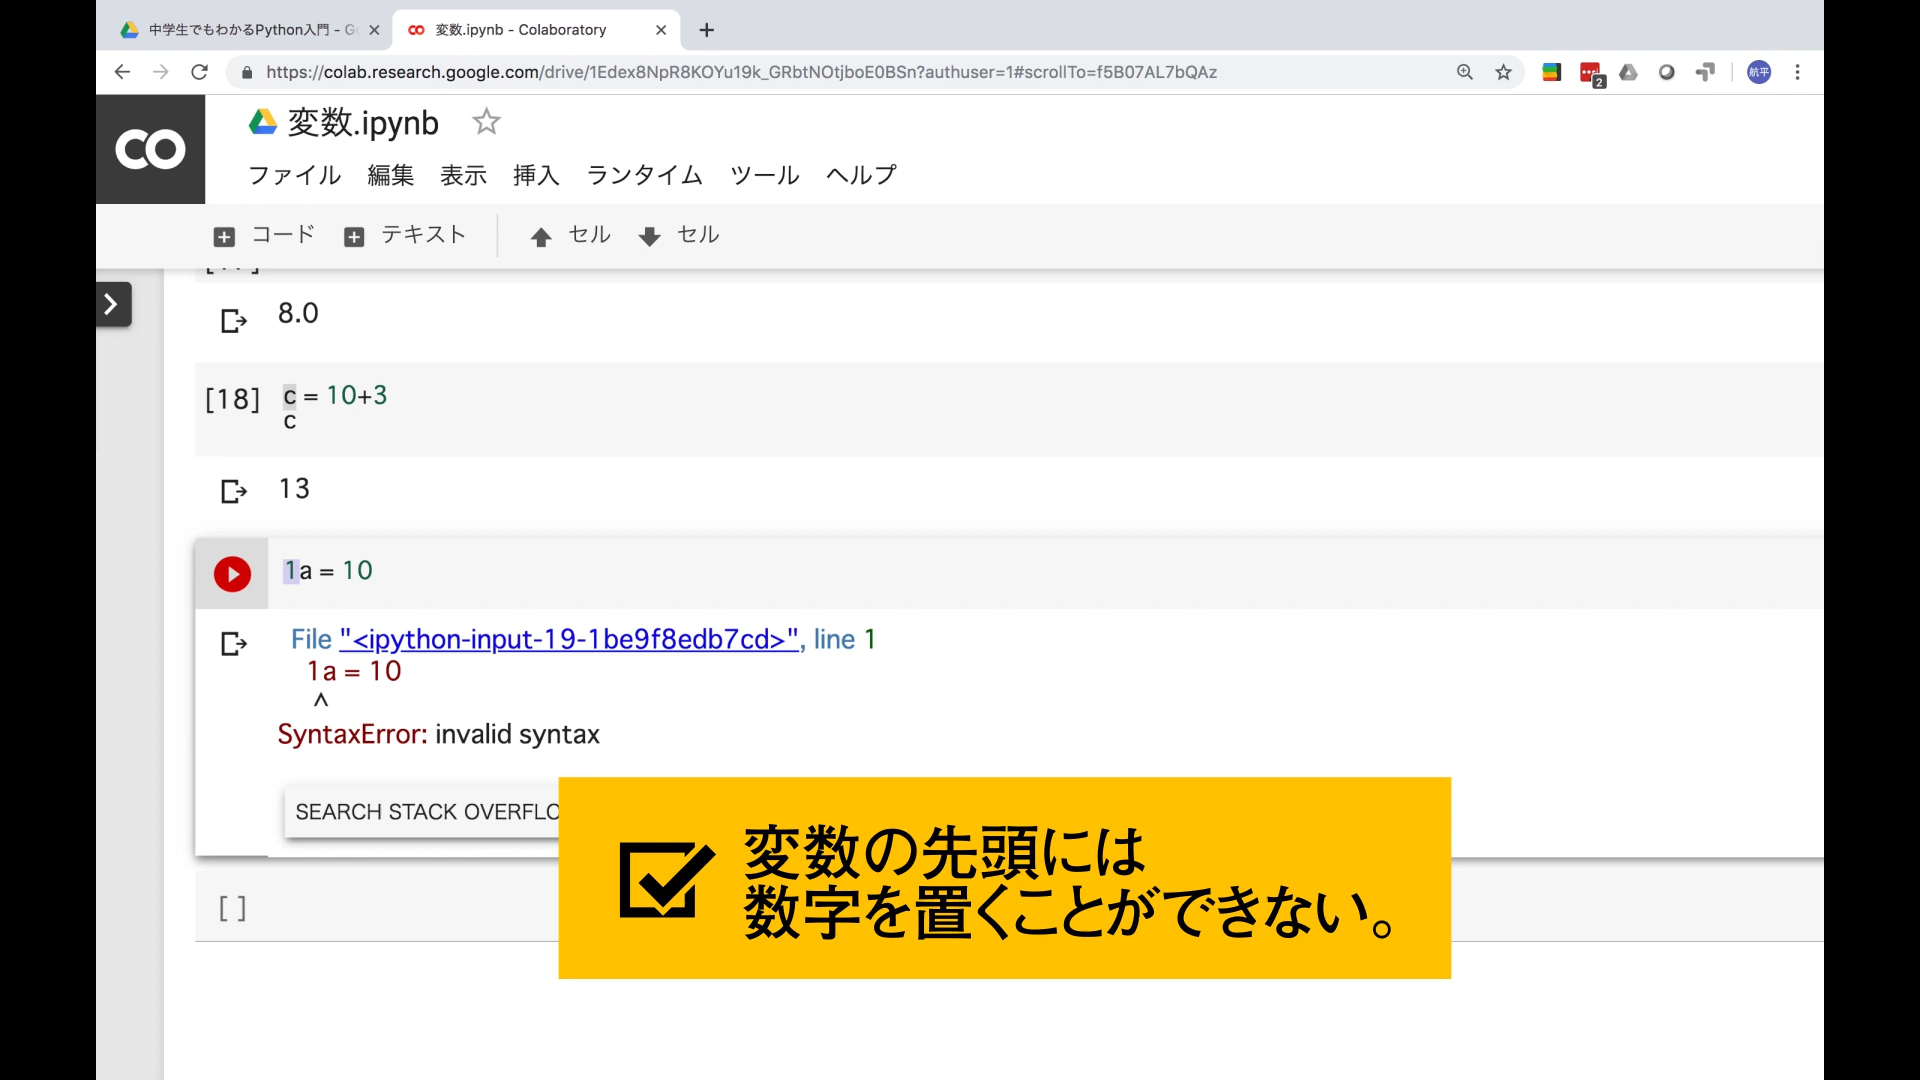 中学生でもわかるPython入門 - G
変数.ipynb - Colaboratory
https://colab.research.google.com/drive/1Edex8NpR8KOYu19k_GRbtNOtjboE0BSn?authuser=1#scrollTo=f5B07AL7bQAz
2
航平
CO
変数.ipynb
ファイル 編集 表示 挿入 ランタイム ツール ヘルプ
コード テキスト セル セル
8.0
[18] c = 10+3
c
13
1a = 10
File "<ipython-input-19-1be9f8edb7cd>", line 1
1a = 10
^
SyntaxError: invalid syntax
SEARCH STACK OVERFLO
変数の先頭には
数字を置くことができない。
[ ]